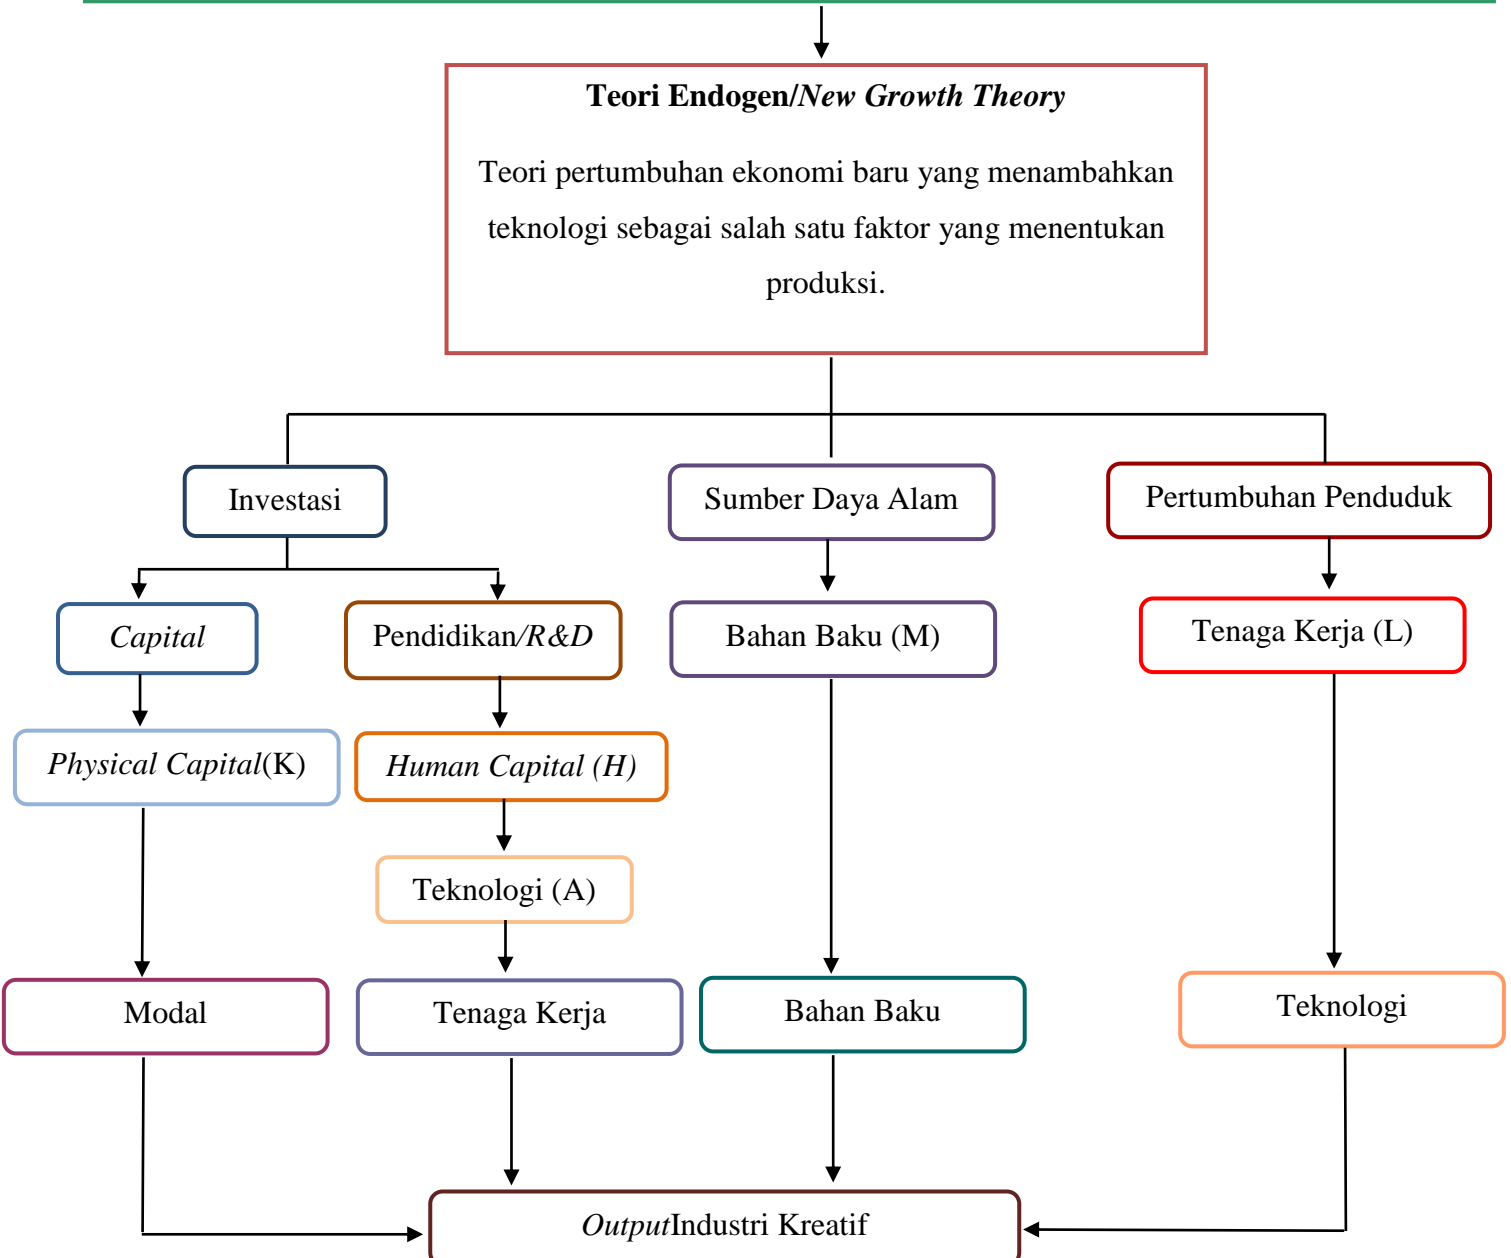 Teori Endogen/New Growth Theory
Teori pertumbuhan ekonomi baru yang menambahkan
teknologi sebagai salah satu faktor yang menentukan
produksi.
Investasi
Sumber Daya Alam
Pertumbuhan Penduduk
Capital
Pendidikan/R&D
Bahan Baku (M)
Tenaga Kerja (L)
Physical Capital(K)
Human Capital (H)
Teknologi (A)
Modal
Tenaga Kerja
Bahan Baku
Teknologi
OutputIndustri Kreatif